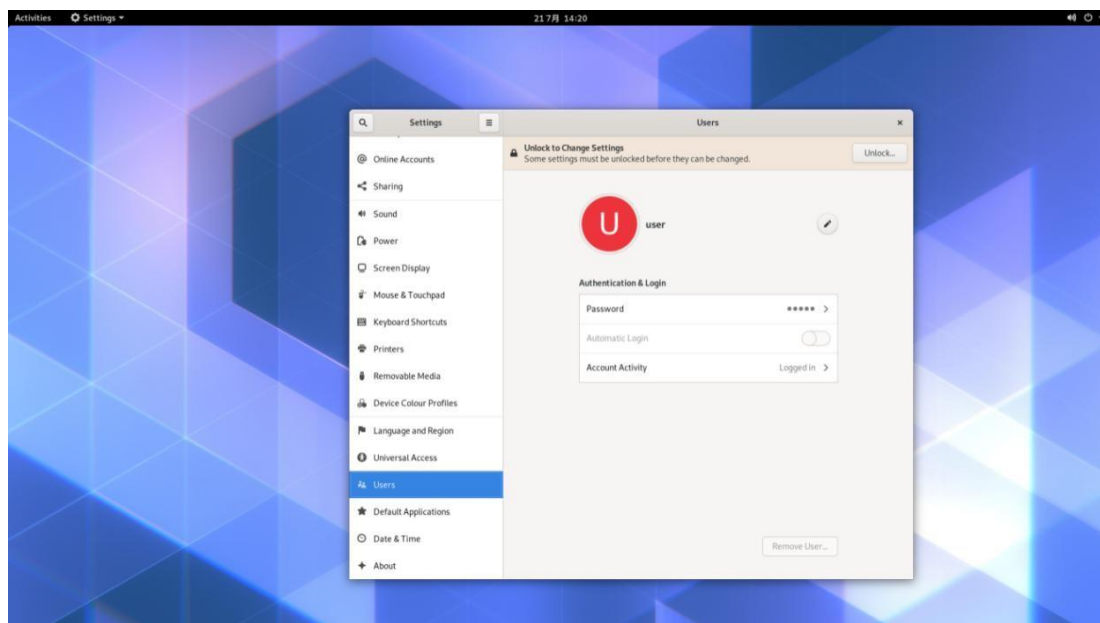 Activities
Settings
21 7月 14:20
Settings
Users
Online Accounts
Sharing
Sound
Power
Screen Display
Mouse & Touchpad
Keyboard Shortcuts
Printers
Removable Media
Device Colour Profiles
Language and Region
Universal Access
Users
Default Applications
Date & Time
About
Unlock to Change Settings
Some settings must be unlocked before they can be changed.
Unlock...
U
user
Authentication & Login
Password
Automatic Login
Account Activity Logged in
Remove User...